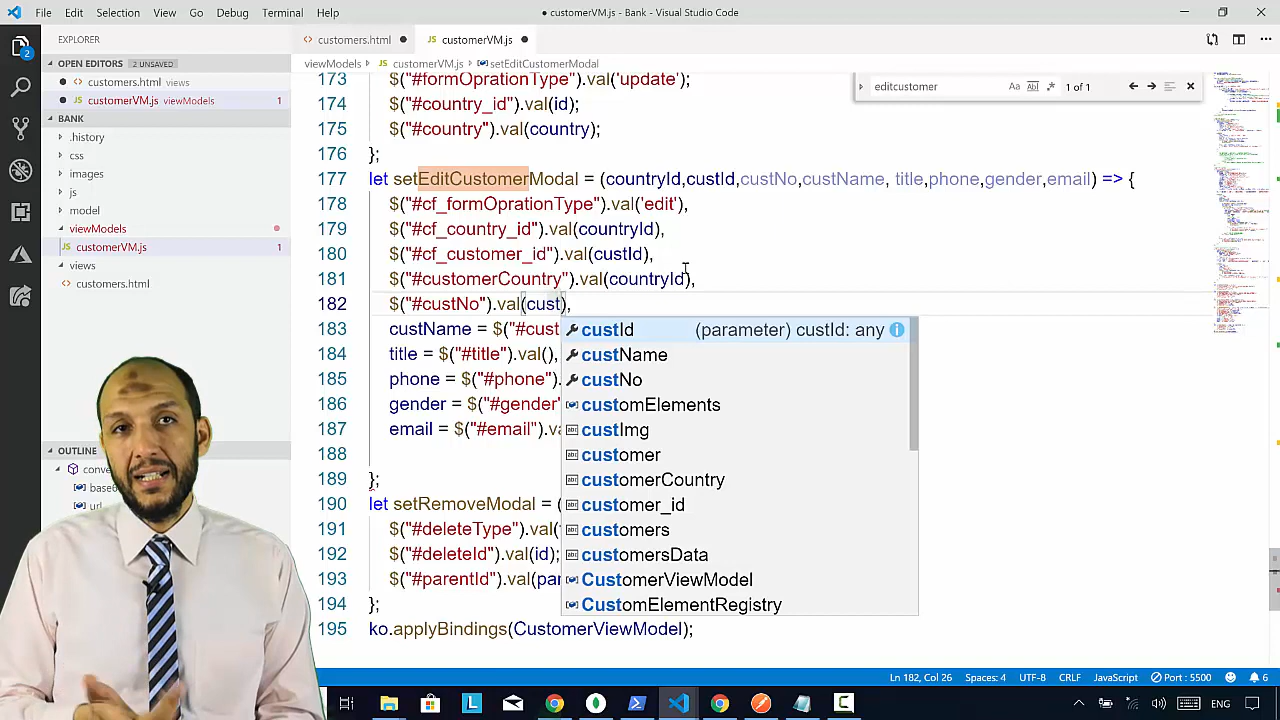 File Edit Selection View Go Debug Terminal Help
● customerVM.js - Bank - Visual Studio Code
EXPLORER
customers.html ●
JS customerVM.js ●
OPEN EDITORS 2 UNSAVED
viewModels › JS customerVM.js › setEditCustomerModal
● customers.html views
● JS customerVM.js viewModels 1
BANK
.history
css
images
js
model
viewModels
JS customerVM.js 1
views
customers.html
OUTLINE
url
2
editcustomer Aa Abl .* 1 of 1
173 $("#formOprationType").val('update');
174 $("#country_id").val(id);
175 $("#country").val(country);
176 };
177 let setEditCustomerModal = (countryId,custId,custNo,custName, title,phone,gender,email) => {
178 $("#cf_formOprationType").val('edit'),
179 $("#cf_country_id").val(countryId),
180 $("#cf_customer_id").val(custId),
181 $("#customerCountry").val(countryId),
182 $("#custNo").val(cust),
183 custName = $("#cust
184 title = $("#title").val(),
185 phone = $("#phone").
186 gender = $("#gender"
187 email = $("#email").va
188
189 };
190 let setRemoveModal = (
191 $("#deleteType").val(
192 $("#deleteId").val(id);
193 $("#parentId").val(par
194 };
195 ko.applyBindings(CustomerViewModel);
custId (parameter) custId: any
custName
custNo
customElements
custImg
customer
customerCountry
customer_id
customers
customersData
CustomerViewModel
CustomElementRegistry
Ln 182, Col 26 Spaces: 4 UTF-8 CRLF JavaScript Port : 5500 6
ENG